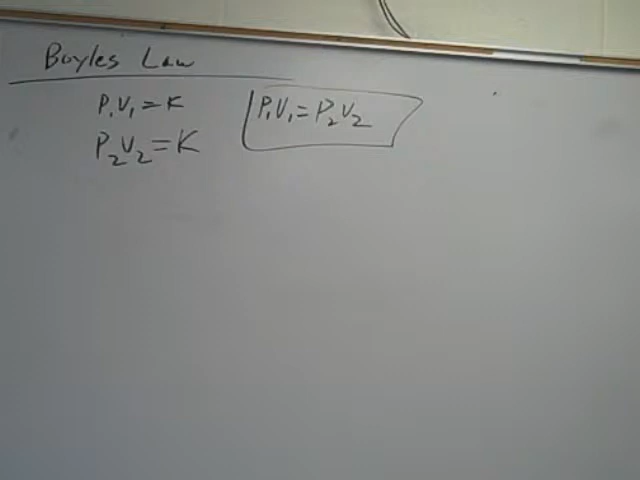 Boyles Law
P₁V₁ = K
P₁V₁ = P₂V₂
P₂V₂ = K